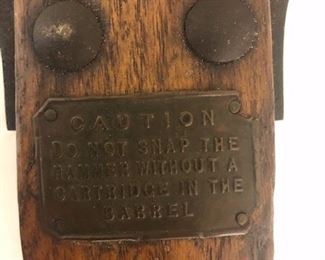 CAUTION
DO NOT SNAP THE
HAMMER WITHOUT A
CARTRIDGE IN THE
BARREL